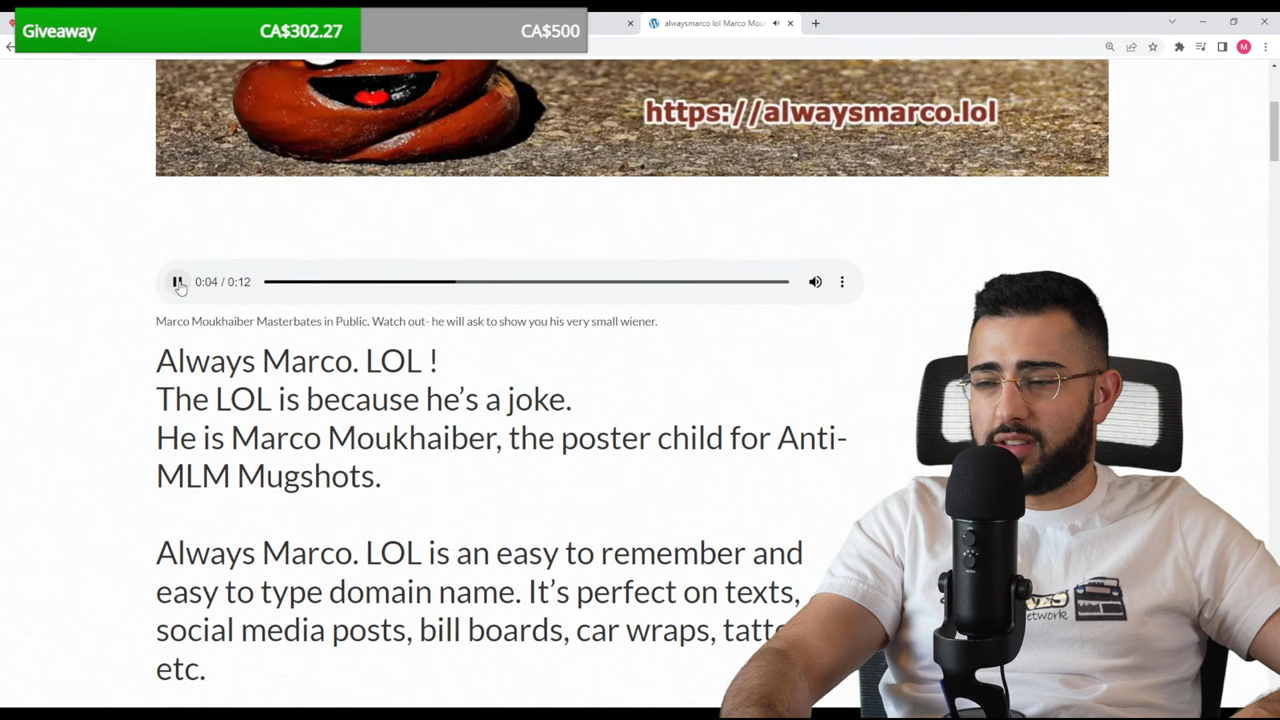 Giveaway CA$302.27 CA$500
alwaysmarco lol Marco Mou
M
https://alwaysmarco.lol
0:04 / 0:12
Marco Moukhaiber Masterbates in Public. Watch out- he will ask to show you his very small wiener.
Always Marco. LOL !
The LOL is because he's a joke.
He is Marco Moukhaiber, the poster child for Anti-
MLM Mugshots.
Always Marco. LOL is an easy to remember and
easy to type domain name. It's perfect on texts,
social media posts, bill boards, car wraps, tatt
etc.
etwork